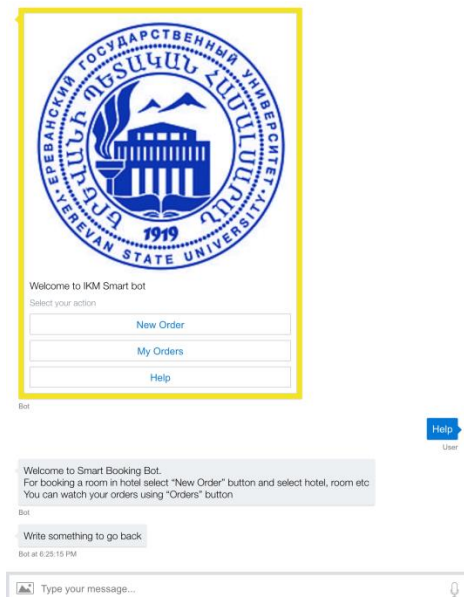 ЕРЕВАНСКИЙ ГОСУДАРСТВЕННЫЙ УНИВЕРСИТЕТ
ԵՐԵՎԱՆԻ ՊԵՏԱԿԱՆ ՀԱՄԱԼՍԱՐԱՆ
1919
YEREVAN STATE UNIVERSITY
Welcome to IKM Smart bot
Select your action
New Order
My Orders
Help
Bot
Help
User
Welcome to Smart Booking Bot.
For booking a room in hotel select “New Order” button and select hotel, room etc
You can watch your orders using “Orders” button
Bot
Write something to go back
Bot at 6:25:15 PM
Type your message...